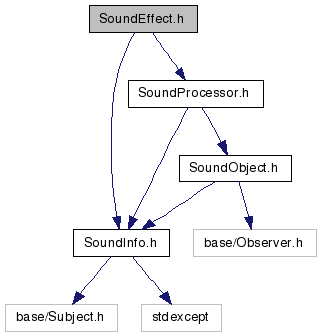 SoundEffect.h
SoundProcessor.h
SoundObject.h
SoundInfo.h
base/Observer.h
base/Subject.h
stdexcept